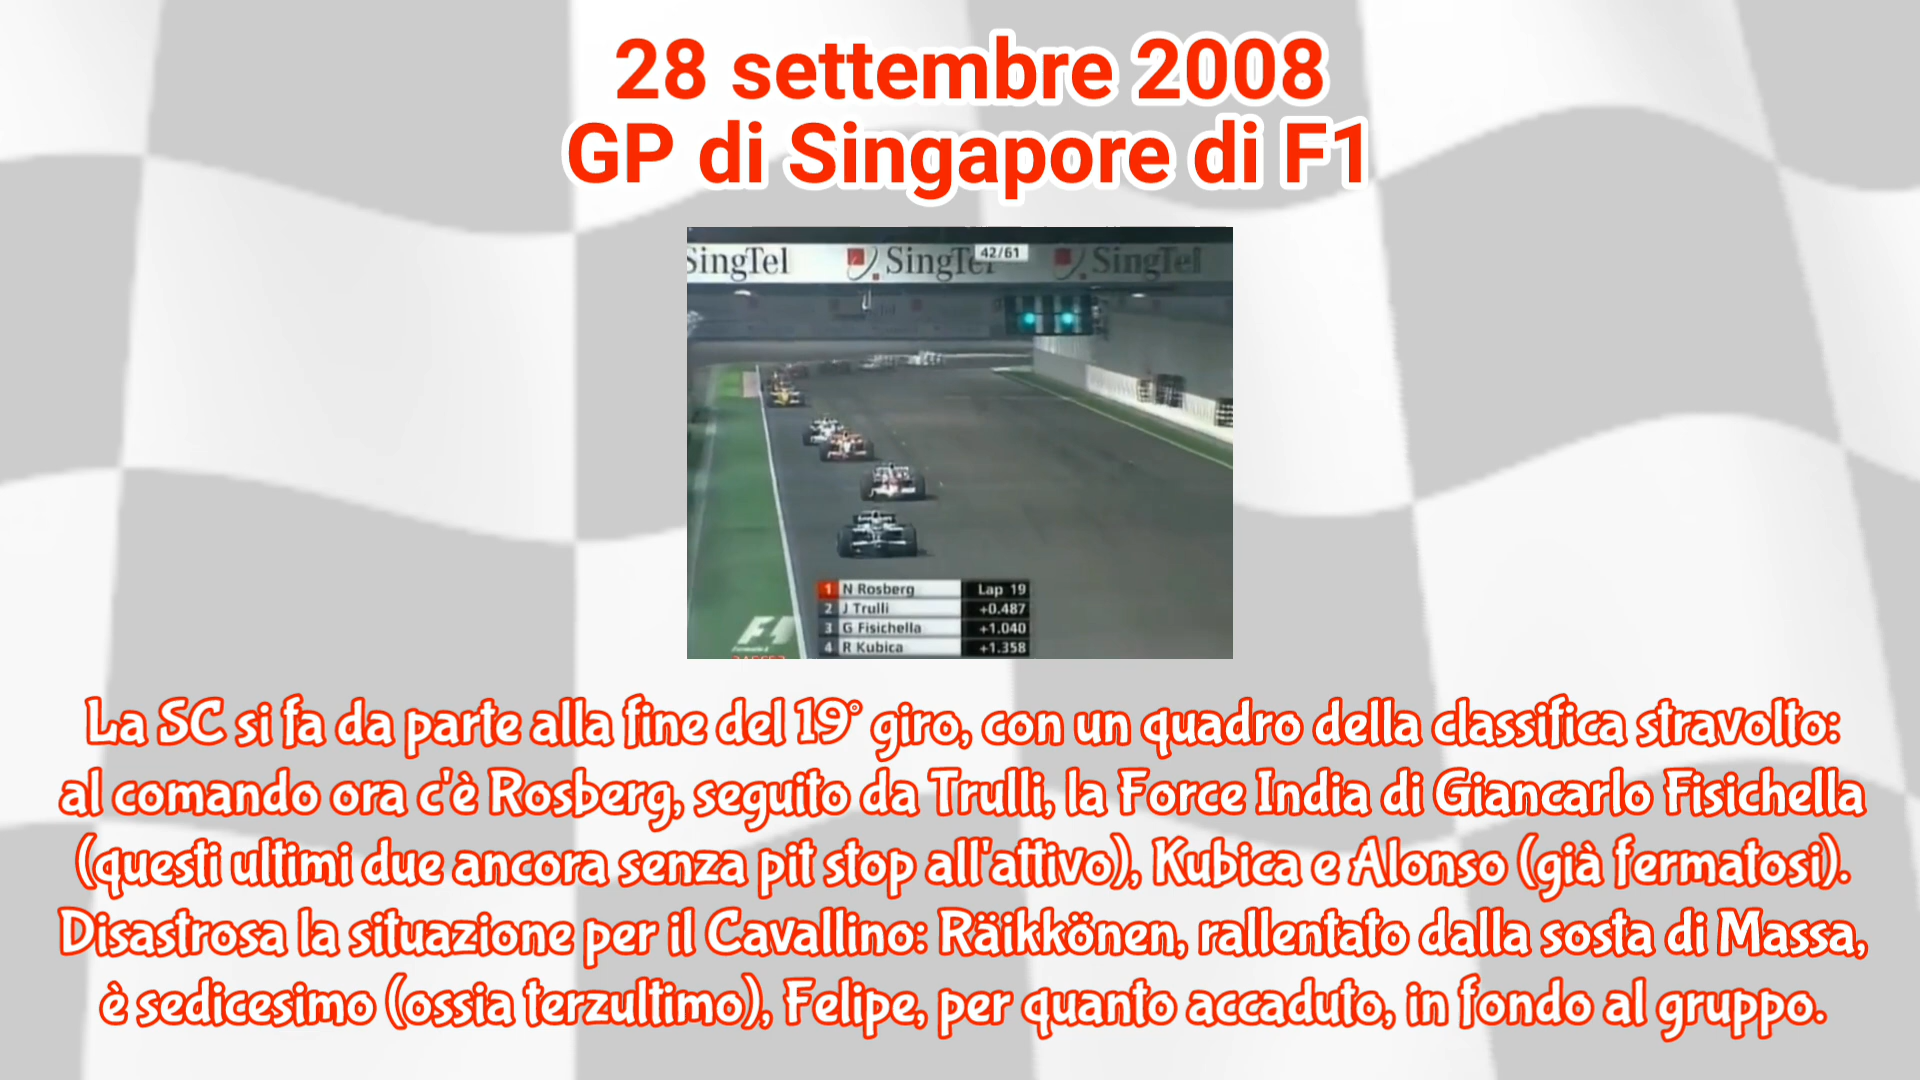 28 settembre 2008
GP di Singapore di F1
SingTel SingTel SingTel
42/61
1 N Rosberg Lap 19
2 J Trulli +0.487
3 G Fisichella +1.040
4 R Kubica +1.358
F1
La SC si fa da parte alla fine del 19° giro, con un quadro della classifica stravolto:
al comando ora c'è Rosberg, seguito da Trulli, la Force India di Giancarlo Fisichella
(questi ultimi due ancora senza pit stop all'attivo), Kubica e Alonso (già fermatosi).
Disastrosa la situazione per il Cavallino: Räikkönen, rallentato dalla sosta di Massa,
è sedicesimo (ossia terzultimo), Felipe, per quanto accaduto, in fondo al gruppo.